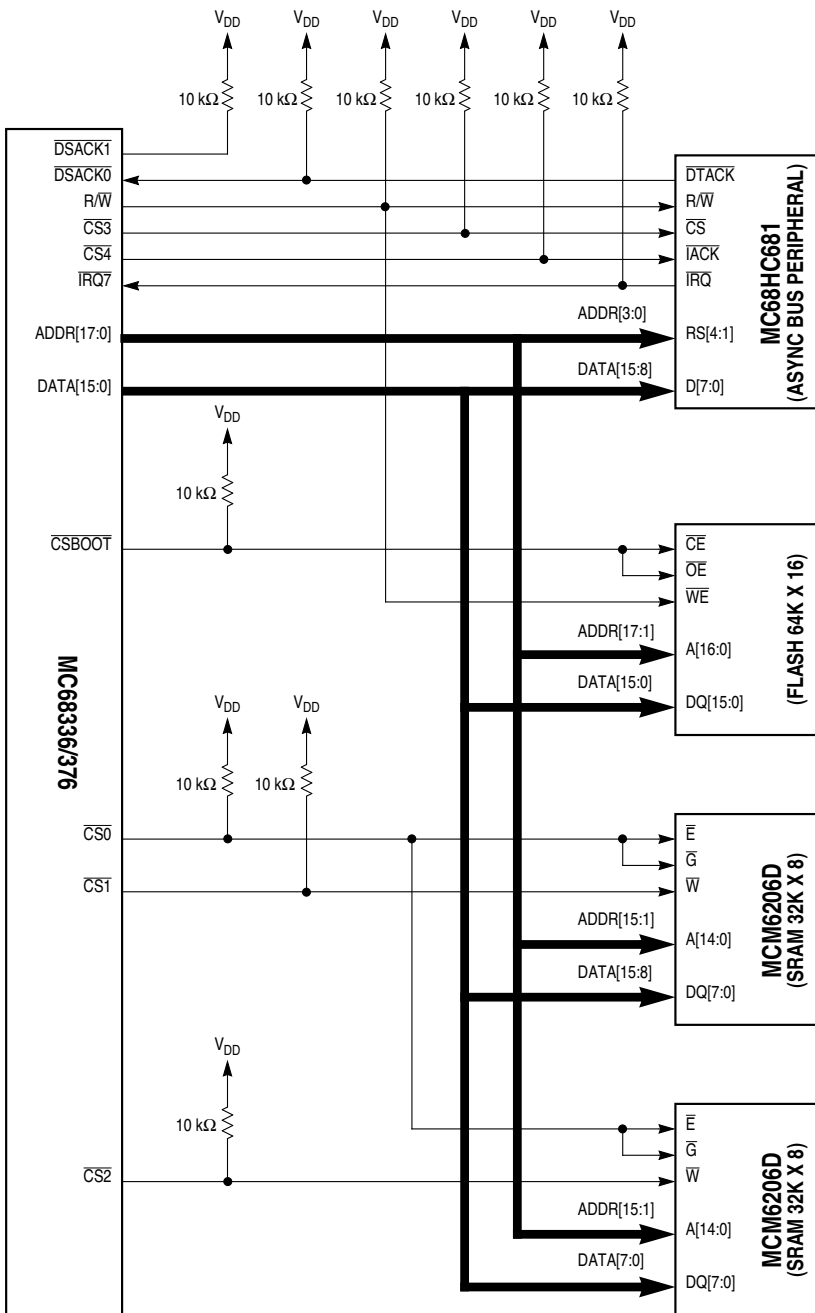 VDD VDD VDD VDD VDD VDD
10 kΩ 10 kΩ 10 kΩ 10 kΩ 10 kΩ 10 kΩ
DSACK1
DSACK0 DTACK
R/W R/W
CS3 CS
CS4 IACK
IRQ7 IRQ
MC68HC681
(ASYNC BUS PERIPHERAL)
ADDR[3:0]
ADDR[17:0] RS[4:1]
DATA[15:8]
DATA[15:0] D[7:0]
VDD
10 kΩ
CSBOOT CE
OE
WE
(FLASH 64K X 16)
ADDR[17:1]
A[16:0]
DATA[15:0]
DQ[15:0]
MC68336/376
VDD VDD
10 kΩ 10 kΩ
CS0 E
G
CS1 W
MCM6206D
(SRAM 32K X 8)
ADDR[15:1]
A[14:0]
DATA[15:8]
DQ[7:0]
VDD
10 kΩ
E
G
CS2 W
MCM6206D
(SRAM 32K X 8)
ADDR[15:1]
A[14:0]
DATA[7:0]
DQ[7:0]